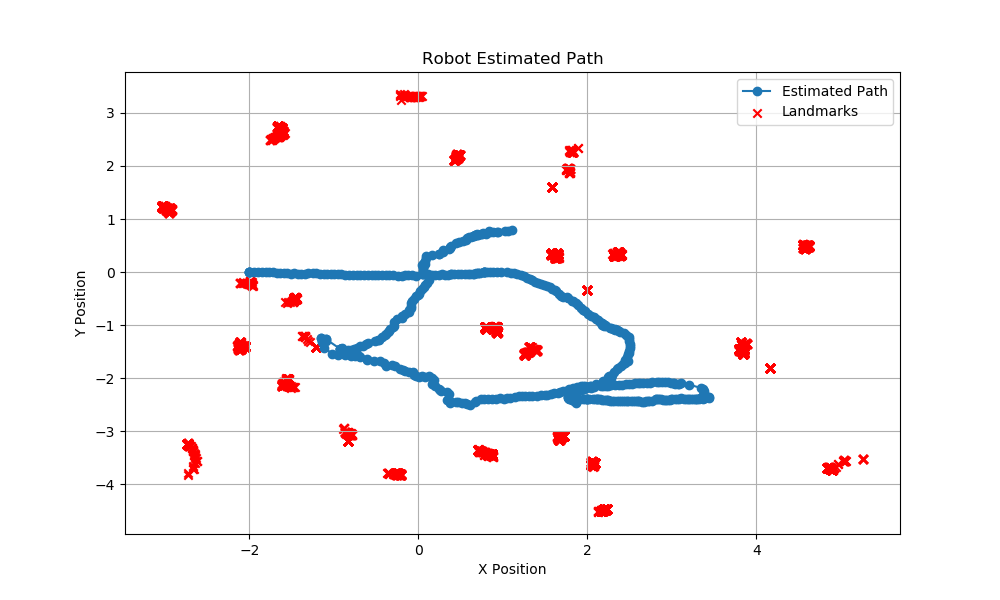 Robot Estimated Path
Estimated Path
Landmarks
3
2
1
0
−1
−2
−3
−4
Y Position
−2
0
2
4
X Position